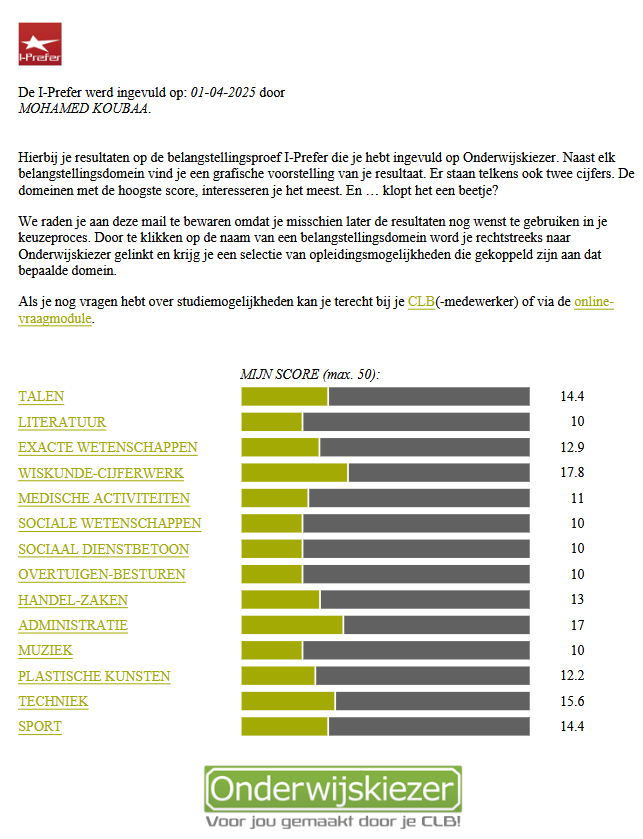 I-Prefer
De I-Prefer werd ingevuld op: 01-04-2025 door
MOHAMED KOUBAA.
Hierbij je resultaten op de belangstellingsproef I-Prefer die je hebt ingevuld op Onderwijskiezer. Naast elk
belangstellingsdomein vind je een grafische voorstelling van je resultaat. Er staan telkens ook twee cijfers. De
domeinen met de hoogste score, interesseren je het meest. En … klopt het een beetje?
We raden je aan deze mail te bewaren omdat je misschien later de resultaten nog wenst te gebruiken in je
keuzeproces. Door te klikken op de naam van een belangstellingsdomein word je rechtstreeks naar
Onderwijskiezer gelinkt en krijg je een selectie van opleidingsmogelijkheden die gekoppeld zijn aan dat
bepaalde domein.
Als je nog vragen hebt over studiemogelijkheden kan je terecht bij je CLB(-medewerker) of via de online-
vraagmodule.
MIJN SCORE (max. 50):
TALEN 14.4
LITERATUUR 10
EXACTE WETENSCHAPPEN 12.9
WISKUNDE-CIJFERWERK 17.8
MEDISCHE ACTIVITEITEN 11
SOCIALE WETENSCHAPPEN 10
SOCIAAL DIENSTBETOON 10
OVERTUIGEN-BESTUREN 10
HANDEL-ZAKEN 13
ADMINISTRATIE 17
MUZIEK 10
PLASTISCHE KUNSTEN 12.2
TECHNIEK 15.6
SPORT 14.4
Onderwijskiezer
Voor jou gemaakt door je CLB!